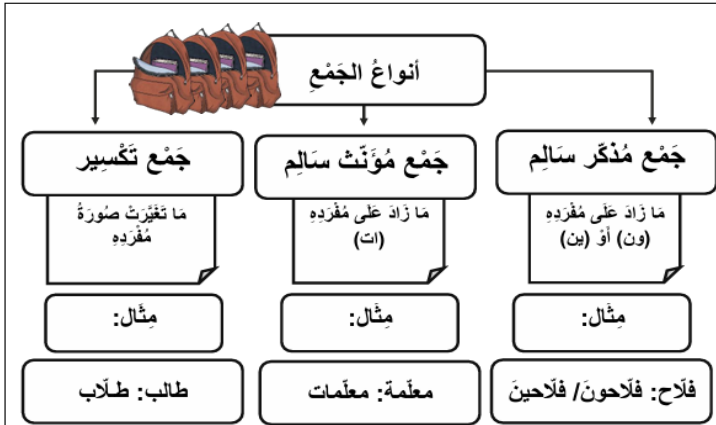 أنواعُ الجَمْعِ
جَمْع مُذكّر سَالِم
مَا زَادَ عَلَى مُفْرَدِهِ
(ون) أوْ (ين)
مِثَال:
فلّاح: فلّاحونَ/ فلّاحينَ
جَمْع مُؤَنّث سَالِم
مَا زَادَ عَلَى مُفْرَدِهِ
(ات)
مِثَال:
معلّمة: معلّمات
جَمْع تَكْسِير
مَا تَغَيَّرَتْ صُورَةُ
مُفْرَدِهِ
مِثَال:
طالب: طلّاب